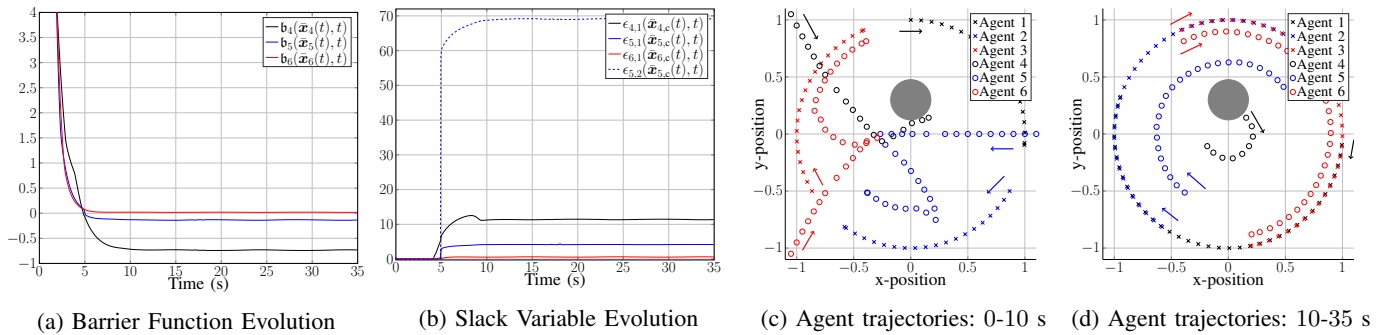 4
3.5
3
2.5
2
1.5
1
0.5
0
−0.5
−1
0 5 10 15 20 25 30 35
Time (s)
𝔟₄(x̄₄(t), t)
𝔟₅(x̄₅(t), t)
𝔟₆(x̄₆(t), t)
(a) Barrier Function Evolution
70
60
50
40
30
20
10
0
0 5 10 15 20 25 30 35
Time (s)
ϵ₄,₁(x̄₄,c(t), t)
ϵ₅,₁(x̄₅,c(t), t)
ϵ₆,₁(x̄₆,c(t), t)
ϵ₅,₂(x̄₅,c(t), t)
(b) Slack Variable Evolution
y-position
1
0.5
0
−0.5
−1
−1 −0.5 0 0.5 1
x-position
Agent 1
Agent 2
Agent 3
Agent 4
Agent 5
Agent 6
(c) Agent trajectories: 0-10 s
y-position
1
0.5
0
−0.5
−1
−1 −0.5 0 0.5 1
x-position
Agent 1
Agent 2
Agent 3
Agent 4
Agent 5
Agent 6
(d) Agent trajectories: 10-35 s